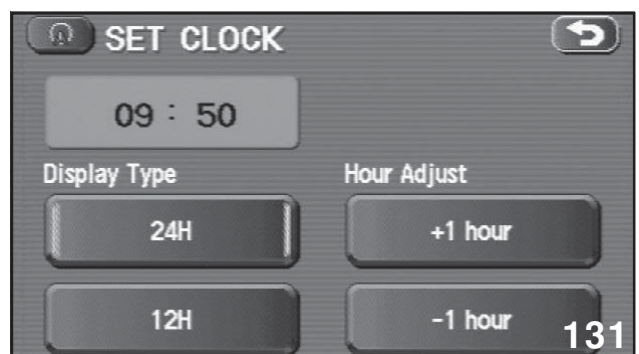 SET CLOCK
09 : 50
Display Type
Hour Adjust
24H
+1 hour
12H
-1 hour
131